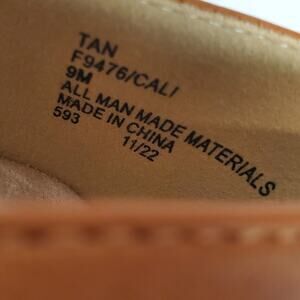 TAN
F9476/CALI
9M
ALL MAN MADE MATERIALS
MADE IN CHINA
593 11/22